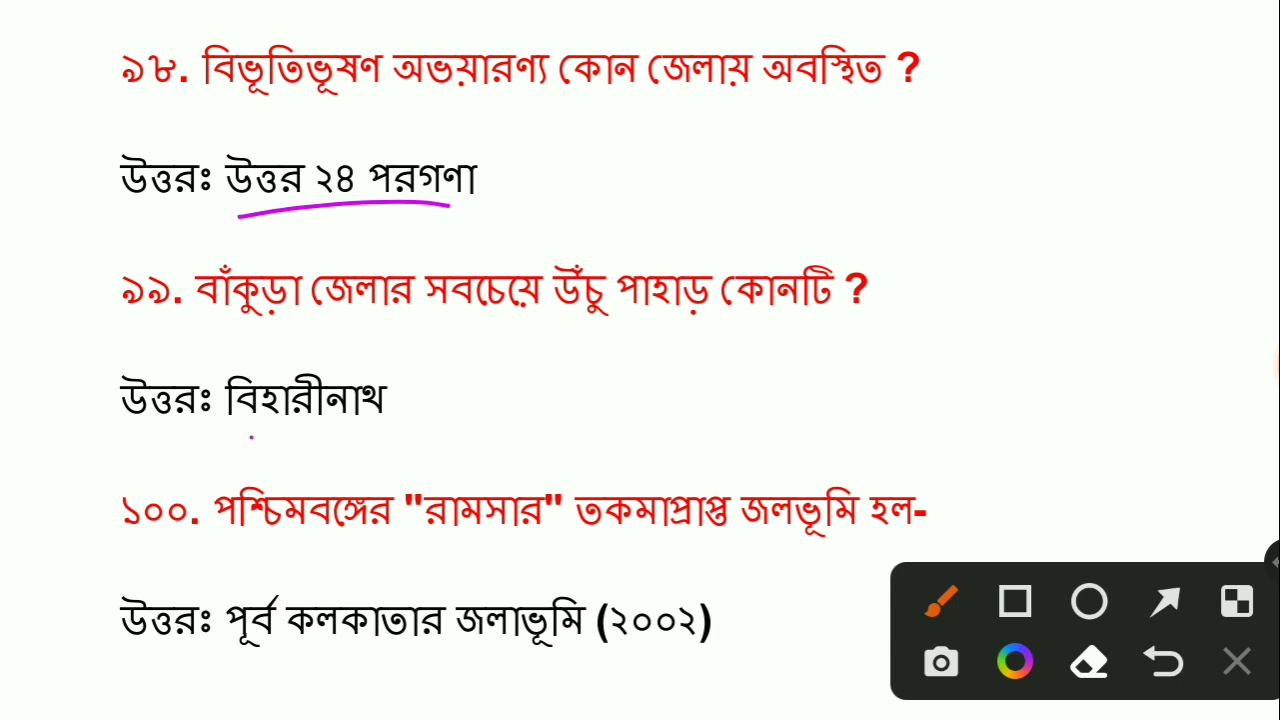 ৯৮. বিভূতিভূষণ অভয়ারণ্য কোন জেলায় অবস্থিত ?
উত্তরঃ উত্তর ২৪ পরগণা
৯৯. বাঁকুড়া জেলার সবচেয়ে উঁচু পাহাড় কোনটি ?
উত্তরঃ বিহারীনাথ
১০০. পশ্চিমবঙ্গের "রামসার" তকমাপ্রাপ্ত জলভূমি হল-
উত্তরঃ পূর্ব কলকাতার জলাভূমি (২০০২)